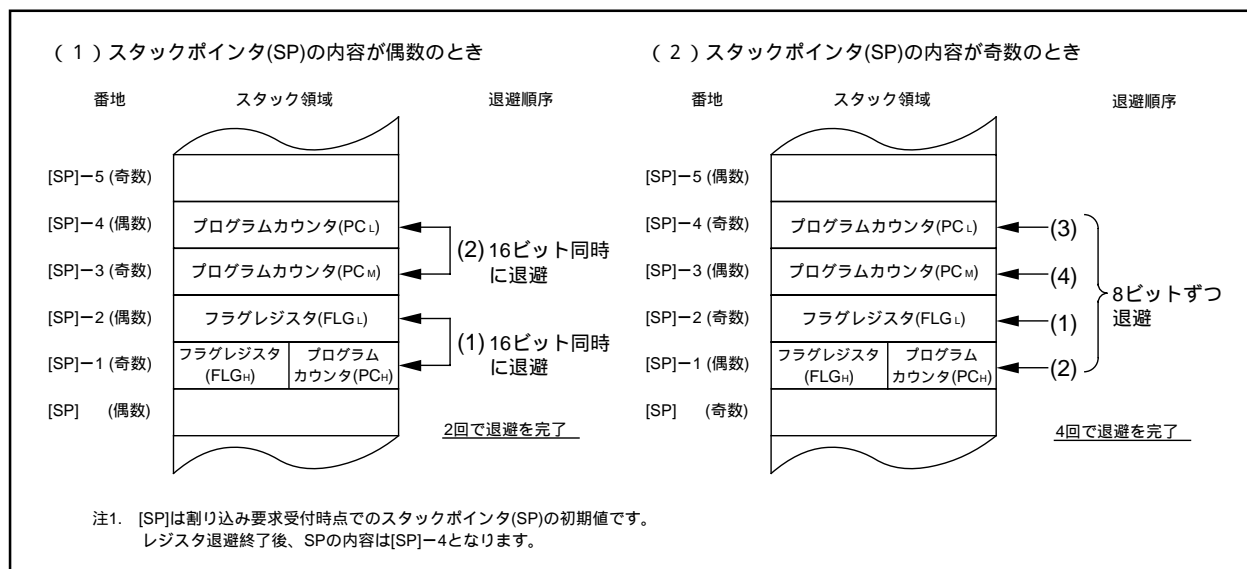 (1)スタックポインタ(SP)の内容が偶数のとき
番地 スタック領域 退避順序
[SP]－5 (奇数)
[SP]－4 (偶数) プログラムカウンタ(PCL)
[SP]－3 (奇数) プログラムカウンタ(PCM)
(2) 16ビット同時
に退避
[SP]－2 (偶数) フラグレジスタ(FLGL)
[SP]－1 (奇数) フラグレジスタ
(FLGH)
プログラム
カウンタ(PCH)
(1) 16ビット同時
に退避
[SP] (偶数)
2回で退避を完了
(2)スタックポインタ(SP)の内容が奇数のとき
番地 スタック領域 退避順序
[SP]－5 (偶数)
[SP]－4 (奇数) プログラムカウンタ(PCL) (3)
[SP]－3 (偶数) プログラムカウンタ(PCM) (4)
[SP]－2 (奇数) フラグレジスタ(FLGL) (1)
[SP]－1 (偶数) フラグレジスタ
(FLGH)
プログラム
カウンタ(PCH)
(2)
8ビットずつ
退避
[SP] (奇数)
4回で退避を完了
注1. [SP]は割り込み要求受付時点でのスタックポインタ(SP)の初期値です。
レジスタ退避終了後、SPの内容は[SP]－4となります。